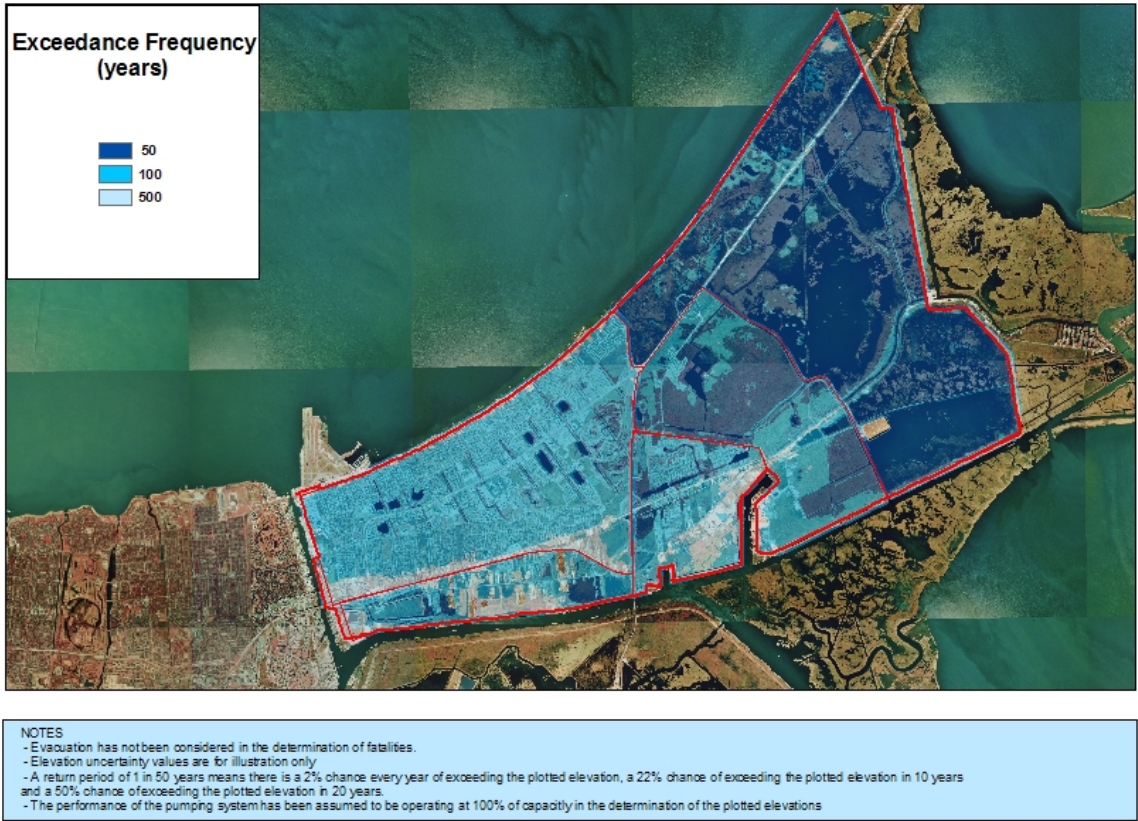 Exceedance Frequency
(years)
50
100
500
NOTES
- Evacuation has not been considered in the determination of fatalities.
- Elevation uncertainty values are for illustration only
- A return period of 1 in 50 years means there is a 2% chance every year of exceeding the plotted elevation, a 22% chance of exceeding the plotted elevation in 10 years
and a 50% chance of exceeding the plotted elevation in 20 years.
- The performance of the pumping system has been assumed to be operating at 100% of capacitly in the determination of the plotted elevations